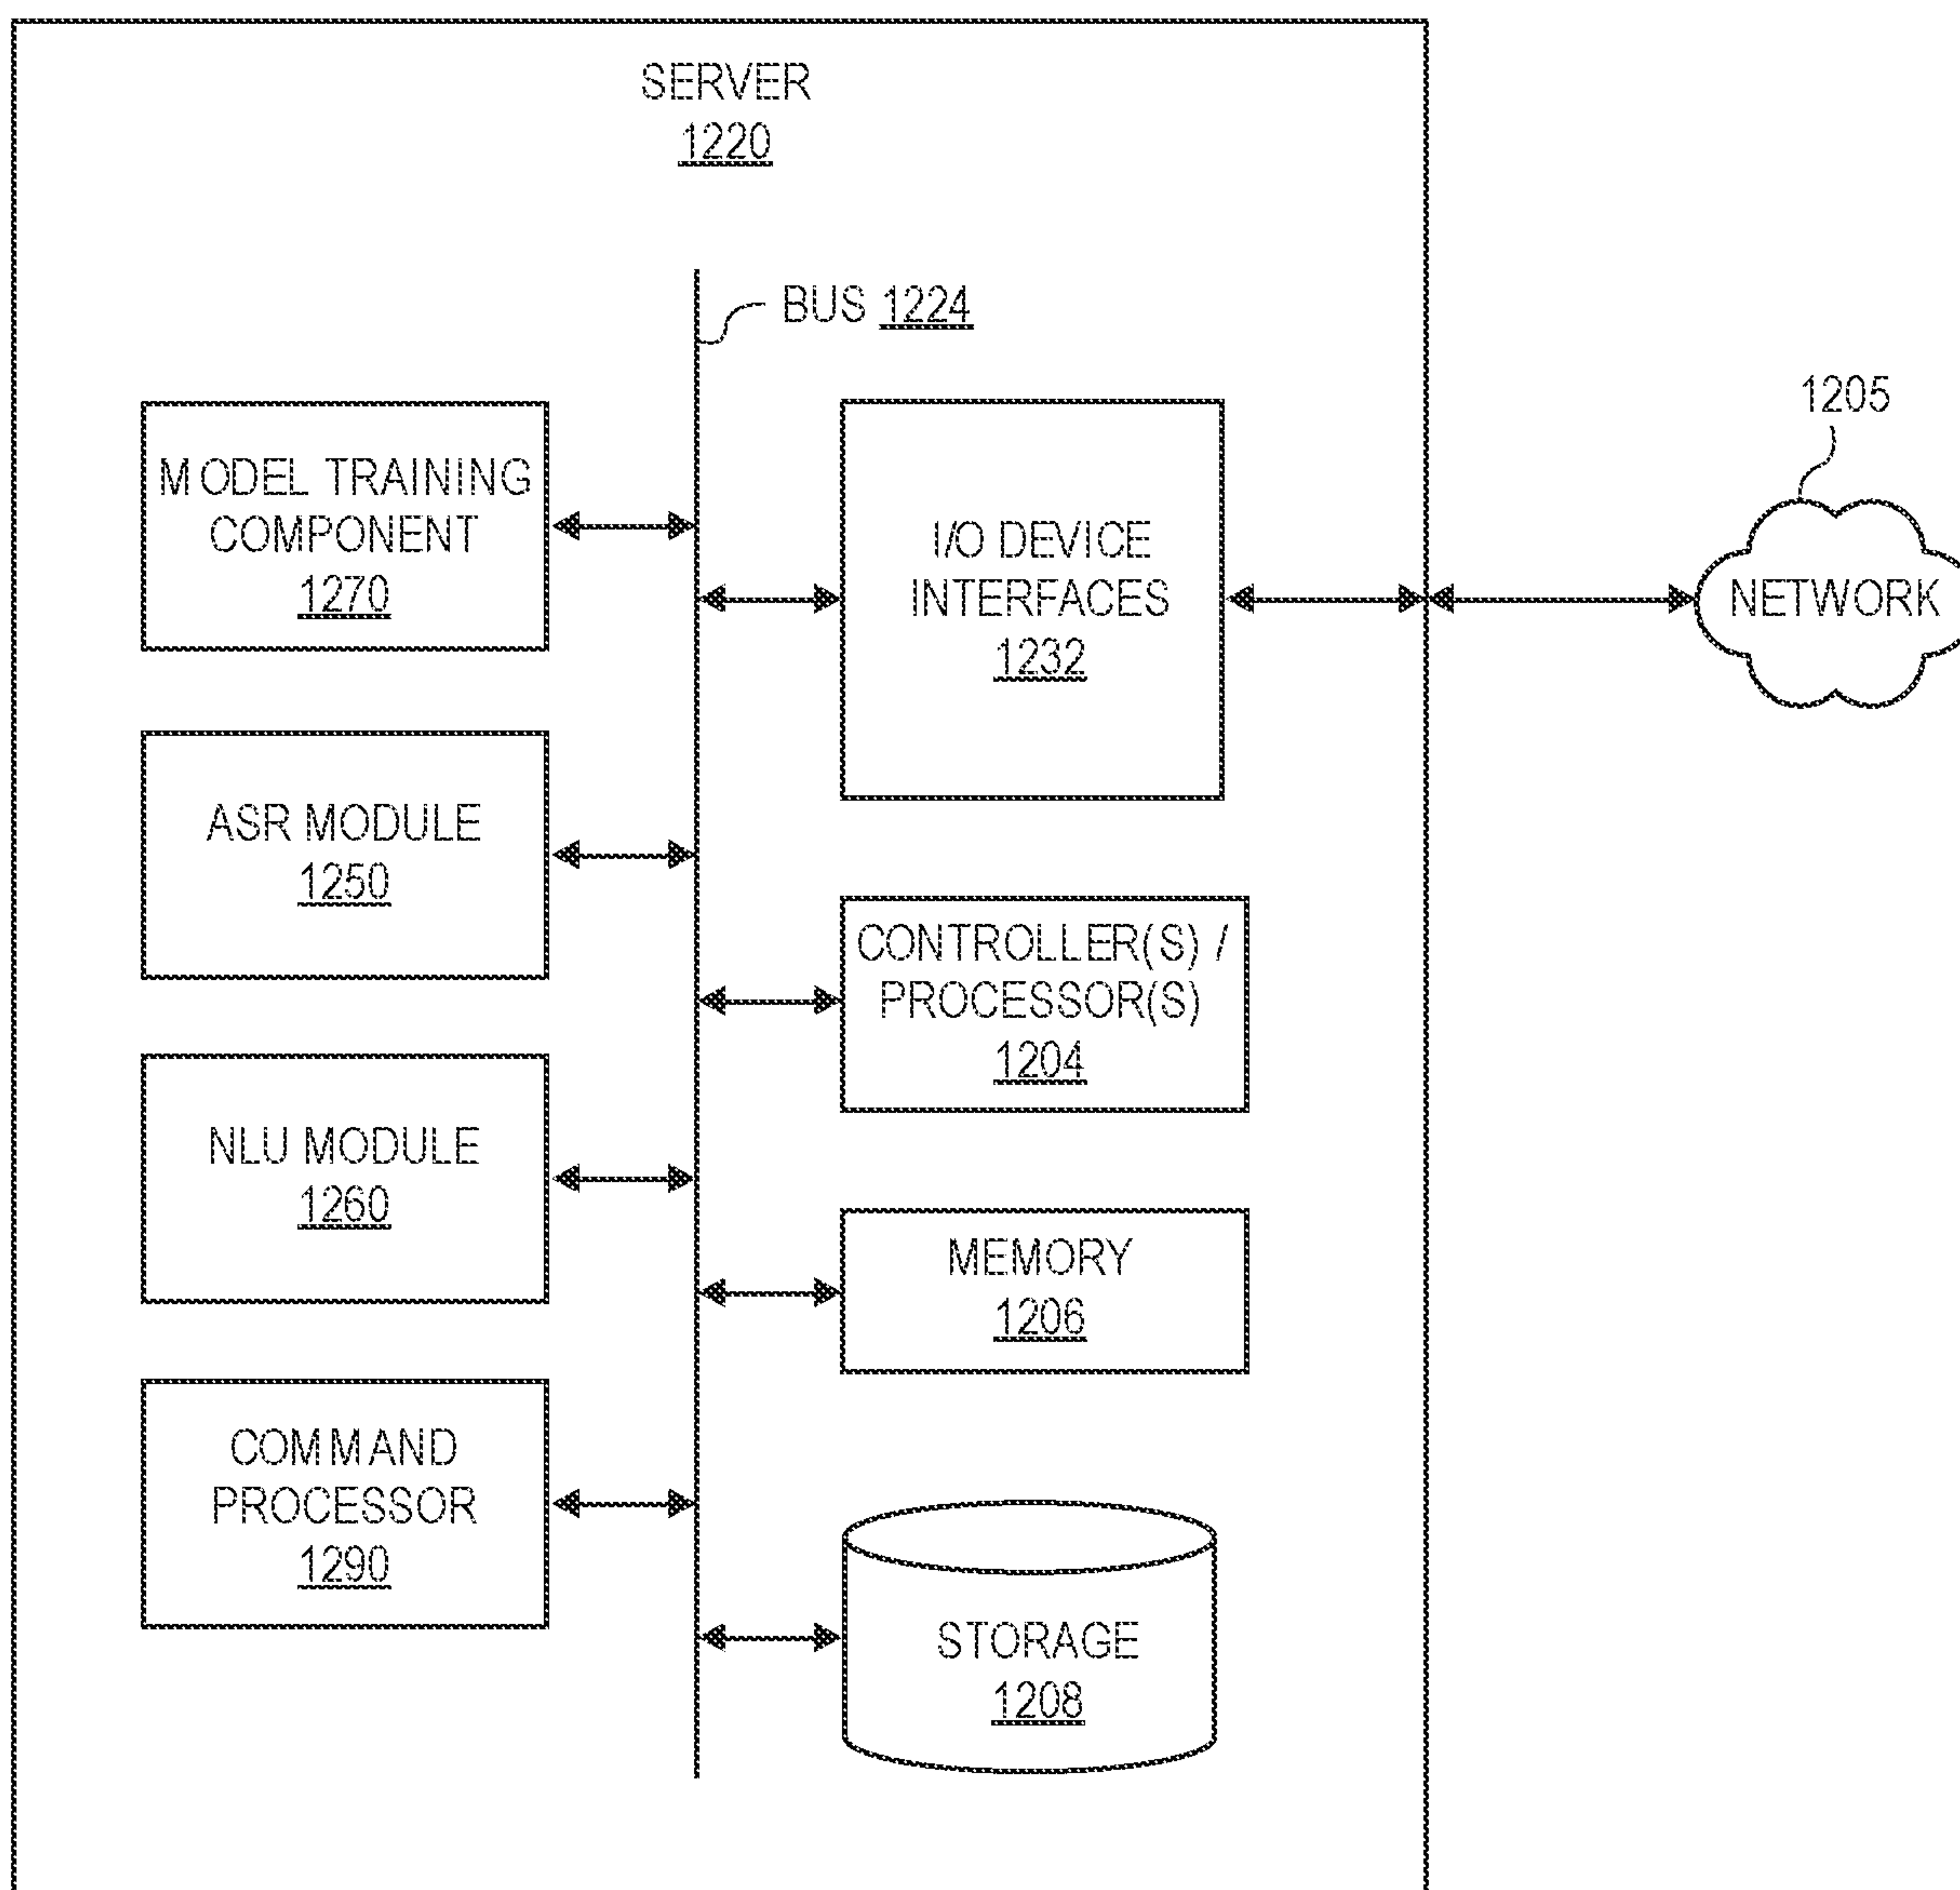 SERVER
1220
BUS 1224
MODEL TRAINING
COMPONENT
1270
I/O DEVICE
INTERFACES
1232
1205
NETWORK
ASR MODULE
1250
CONTROLLER(S) /
PROCESSOR(S)
1204
NLU MODULE
1260
MEMORY
1206
COMMAND
PROCESSOR
1290
STORAGE
1208